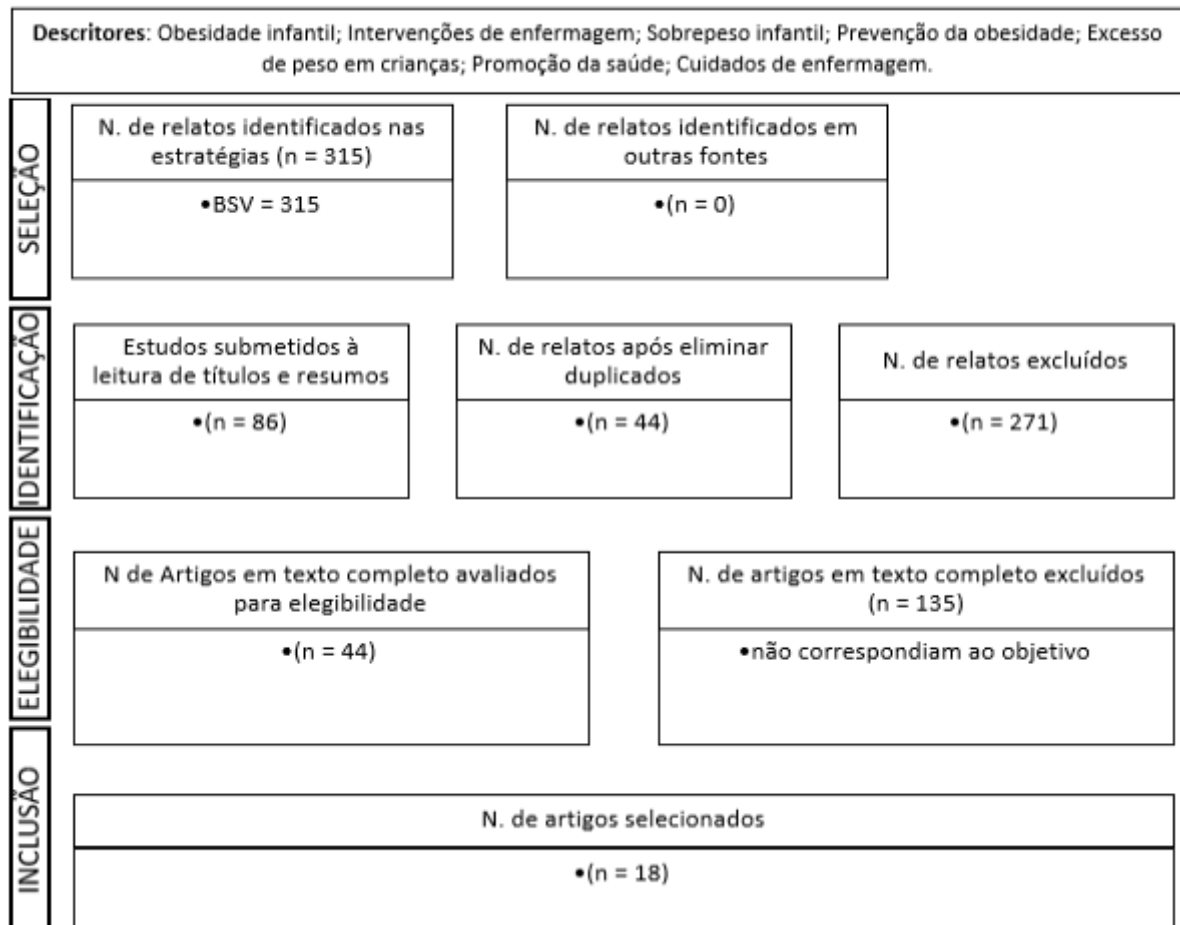 Descritores: Obesidade infantil; Intervenções de enfermagem; Sobrepeso infantil; Prevenção da obesidade; Excesso
de peso em crianças; Promoção da saúde; Cuidados de enfermagem.
SELEÇÃO
N. de relatos identificados nas
estratégias (n = 315)
•BSV = 315
N. de relatos identificados em
outras fontes
•(n = 0)
IDENTIFICAÇÃO
Estudos submetidos à
leitura de títulos e resumos
•(n = 86)
N. de relatos após eliminar
duplicados
•(n = 44)
N. de relatos excluídos
•(n = 271)
ELEGIBILIDADE
N de Artigos em texto completo avaliados
para elegibilidade
•(n = 44)
N. de artigos em texto completo excluídos
(n = 135)
•não correspondiam ao objetivo
INCLUSÃO
N. de artigos selecionados
•(n = 18)